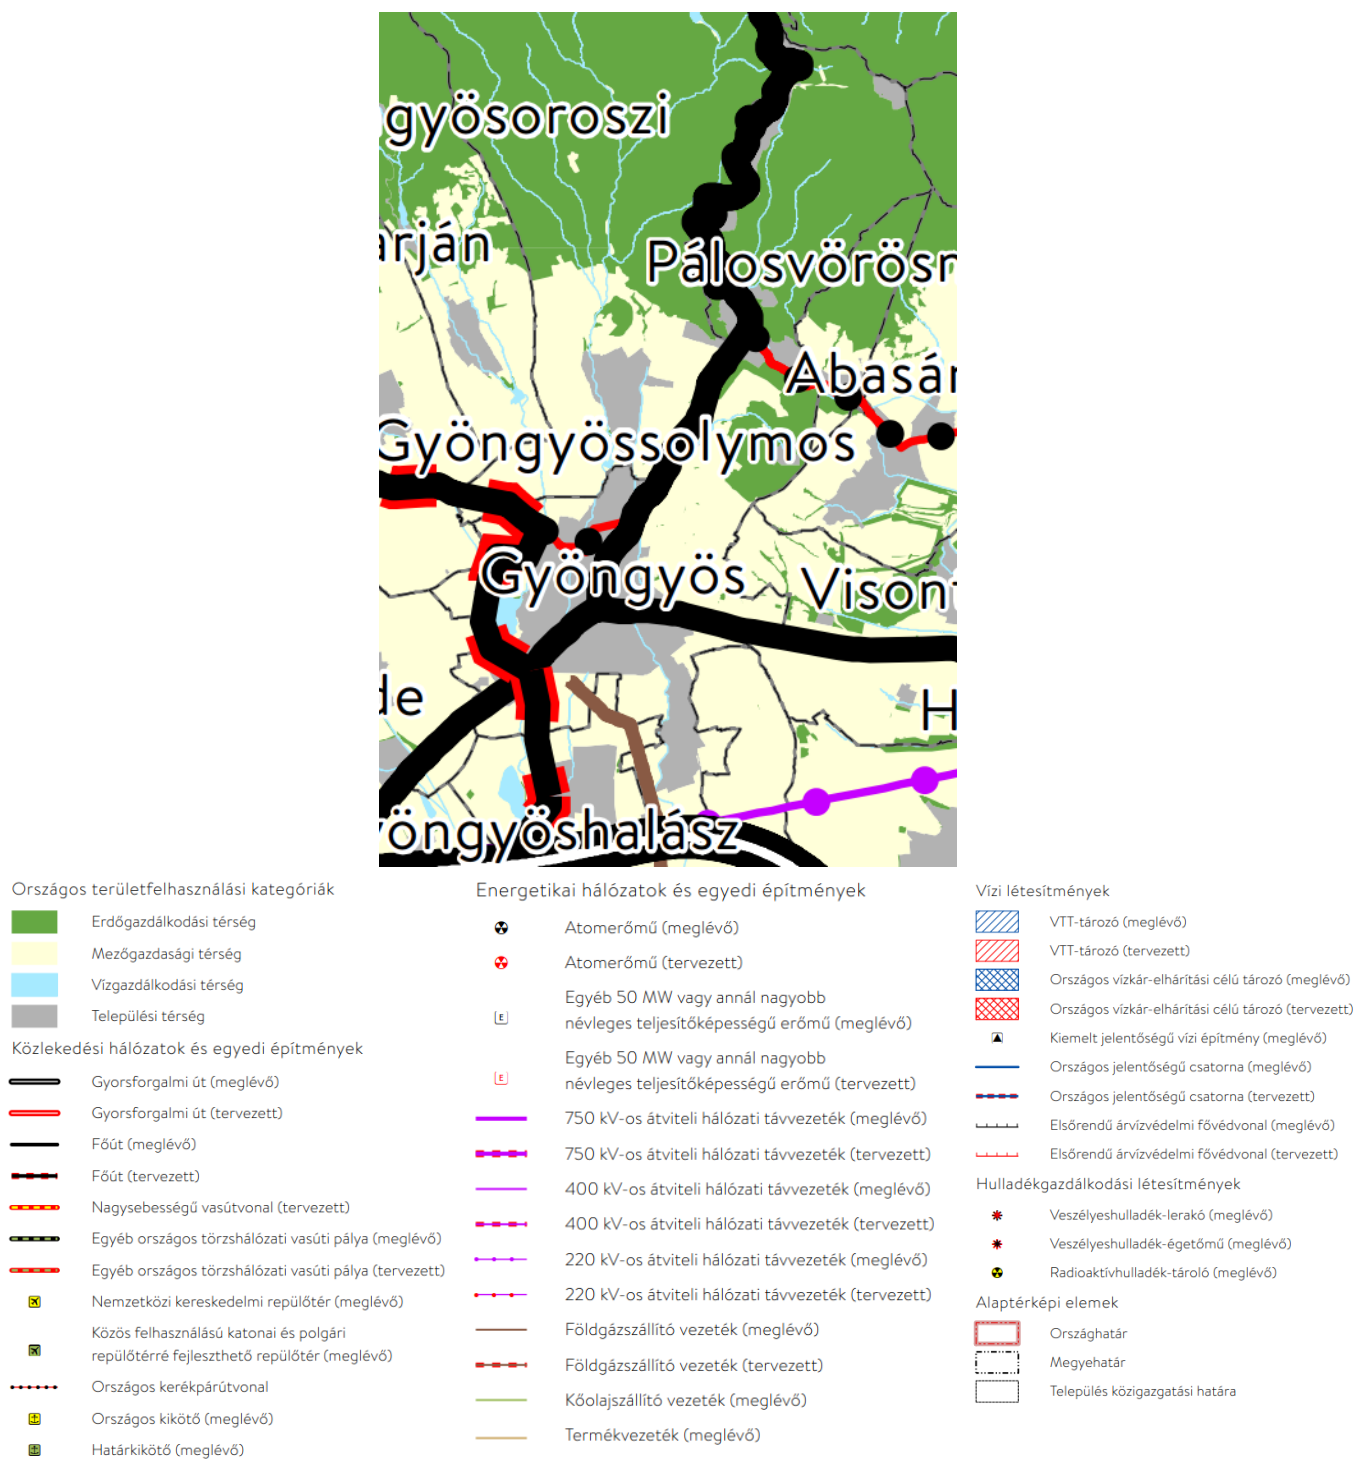 gyösoroszi
arján
Pálosvörösm
Abasár
Gyöngyössolymos
Gyöngyös
Visont
de
H
yöngyöshalász
Országos területfelhasználási kategóriák
Erdőgazdálkodási térség
Mezőgazdasági térség
Vízgazdálkodási térség
Települési térség
Közlekedési hálózatok és egyedi építmények
Gyorsforgalmi út (meglévő)
Gyorsforgalmi út (tervezett)
Főút (meglévő)
Főút (tervezett)
Nagysebességű vasútvonal (tervezett)
Egyéb országos törzshálózati vasúti pálya (meglévő)
Egyéb országos törzshálózati vasúti pálya (tervezett)
Nemzetközi kereskedelmi repülőtér (meglévő)
Közös felhasználású katonai és polgári
repülőtérré fejleszthető repülőtér (meglévő)
Országos kerékpárútvonal
Országos kikötő (meglévő)
Határkikötő (meglévő)
Energetikai hálózatok és egyedi építmények
Atomerőmű (meglévő)
Atomerőmű (tervezett)
Egyéb 50 MW vagy annál nagyobb
E névleges teljesítőképességű erőmű (meglévő)
Egyéb 50 MW vagy annál nagyobb
E névleges teljesítőképességű erőmű (tervezett)
750 kV-os átviteli hálózati távvezeték (meglévő)
750 kV-os átviteli hálózati távvezeték (tervezett)
400 kV-os átviteli hálózati távvezeték (meglévő)
400 kV-os átviteli hálózati távvezeték (tervezett)
220 kV-os átviteli hálózati távvezeték (meglévő)
220 kV-os átviteli hálózati távvezeték (tervezett)
Földgázszállító vezeték (meglévő)
Földgázszállító vezeték (tervezett)
Kőolajszállító vezeték (meglévő)
Termékvezeték (meglévő)
Vízi létesítmények
VTT-tározó (meglévő)
VTT-tározó (tervezett)
Országos vízkár-elhárítási célú tározó (meglévő)
Országos vízkár-elhárítási célú tározó (tervezett)
Kiemelt jelentőségű vízi építmény (meglévő)
Országos jelentőségű csatorna (meglévő)
Országos jelentőségű csatorna (tervezett)
Elsőrendű árvízvédelmi fővédvonal (meglévő)
Elsőrendű árvízvédelmi fővédvonal (tervezett)
Hulladékgazdálkodási létesítmények
Veszélyeshulladék-lerakó (meglévő)
Veszélyeshulladék-égetőmű (meglévő)
Radioaktívhulladék-tároló (meglévő)
Alaptérképi elemek
Országhatár
Megyehatár
Település közigazgatási határa